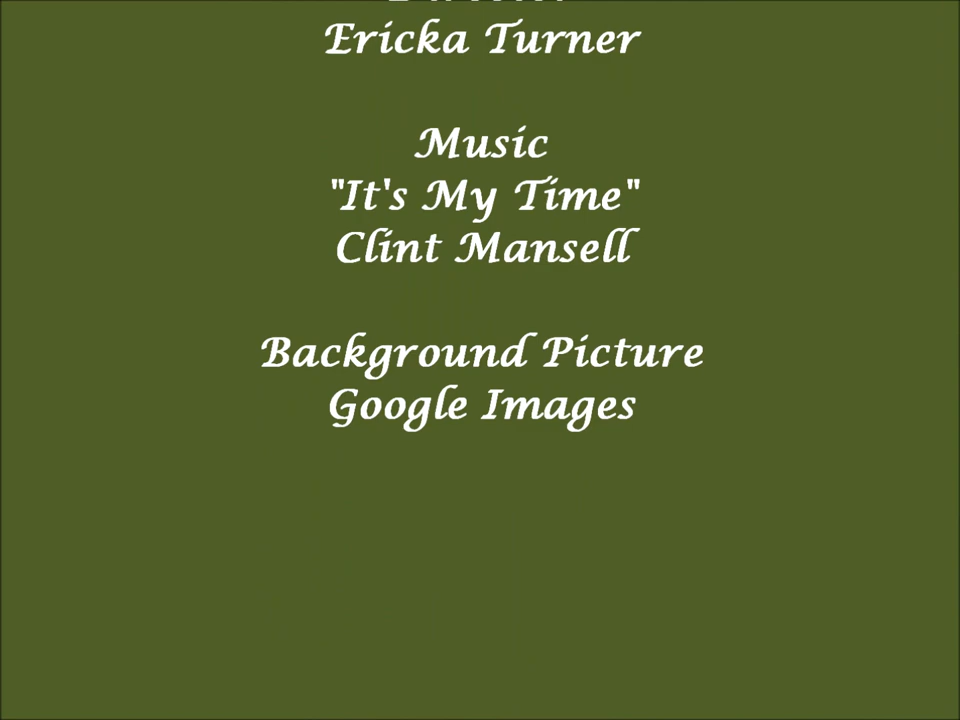 Ericka Turner
Music
"It's My Time"
Clint Mansell
Background Picture
Google Images